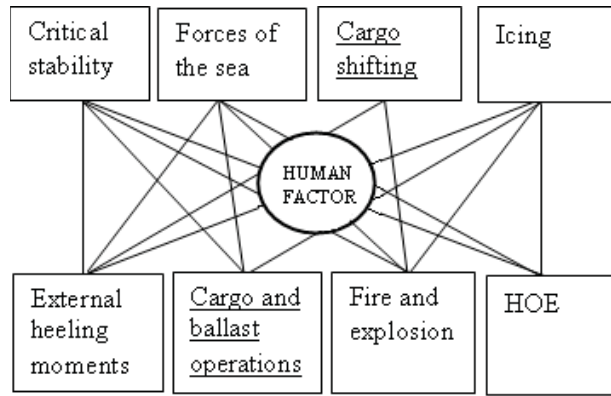 Critical
stability
Forces of
the sea
Cargo
shifting
Icing
HUMAN
FACTOR
External
heeling
moments
Cargo and
ballast
operations
Fire and
explosion
HOE